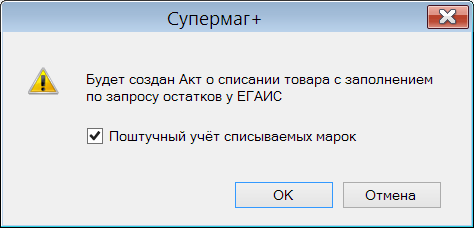 Супермаг+
Будет создан Акт о списании товара с заполнением
по запросу остатков у ЕГАИС
Поштучный учёт списываемых марок
OK
Отмена